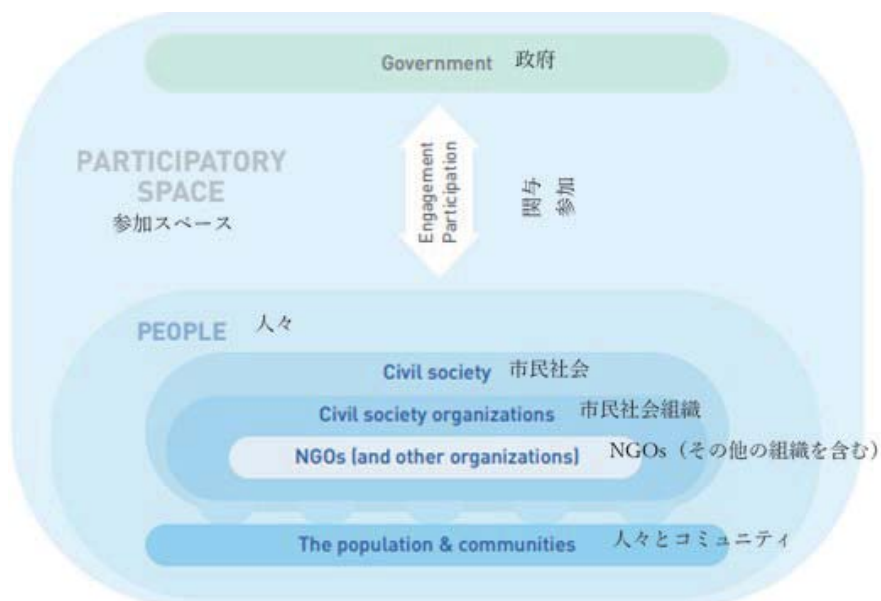 Government 政府
PARTICIPATORY
SPACE
参加スペース
Engagement
Participation
関与
参加
PEOPLE 人々
Civil society 市民社会
Civil society organizations 市民社会組織
NGOs (and other organizations) NGOs（その他の組織を含む）
The population & communities 人々とコミュニティ